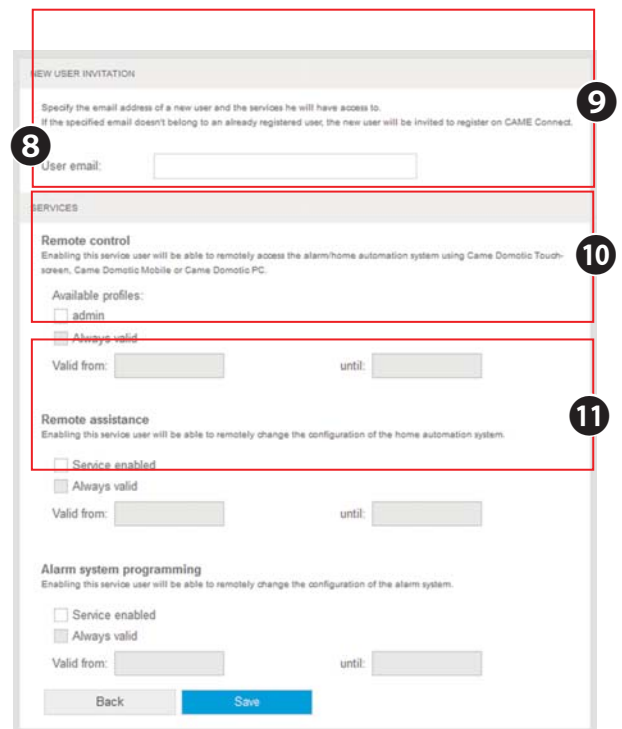 NEW USER INVITATION
Specify the email address of a new user and the services he will have access to.
9
If the specified email doesn't belong to an already registered user, the new user will be invited to register on CAME Connect.
8
User email:
SERVICES
Remote control
10
Enabling this service user will be able to remotely access the alarm/home automation system using Came Domotic Touch-
screen, Came Domotic Mobile or Came Domotic PC.
Available profiles:
admin
Always valid
Valid from: until:
11
Remote assistance
Enabling this service user will be able to remotely change the configuration of the home automation system.
Service enabled
Always valid
Valid from: until:
Alarm system programming
Enabling this service user will be able to remotely change the configuration of the alarm system.
Service enabled
Always valid
Valid from: until:
Back Save